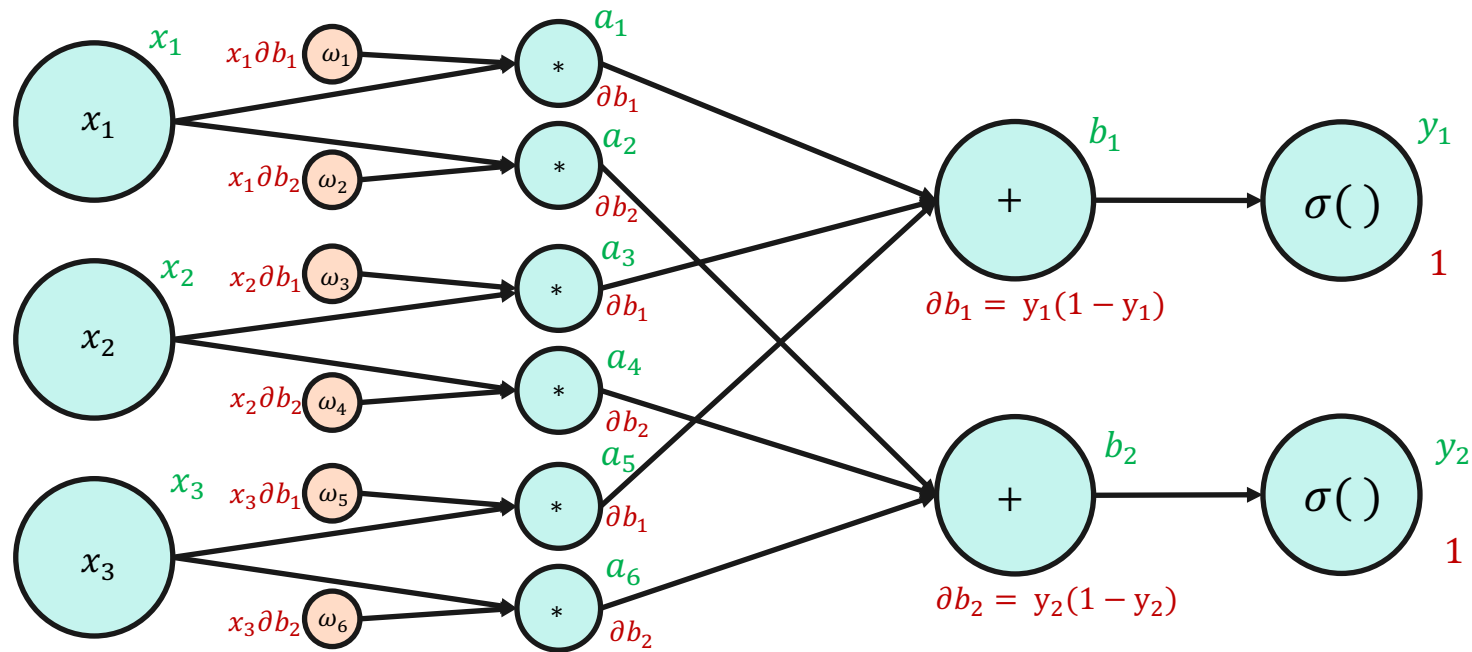 x₁
x₁
x₁∂b₁
ω₁
*
a₁
∂b₁
x₁∂b₂
ω₂
*
a₂
∂b₂
x₂
x₂
x₂∂b₁
ω₃
*
a₃
∂b₁
x₂∂b₂
ω₄
*
a₄
∂b₂
x₃
x₃
x₃∂b₁
ω₅
*
a₅
∂b₁
x₃∂b₂
ω₆
*
a₆
∂b₂
+
b₁
∂b₁ = y₁(1 − y₁)
σ( )
y₁
1
+
b₂
∂b₂ = y₂(1 − y₂)
σ( )
y₂
1